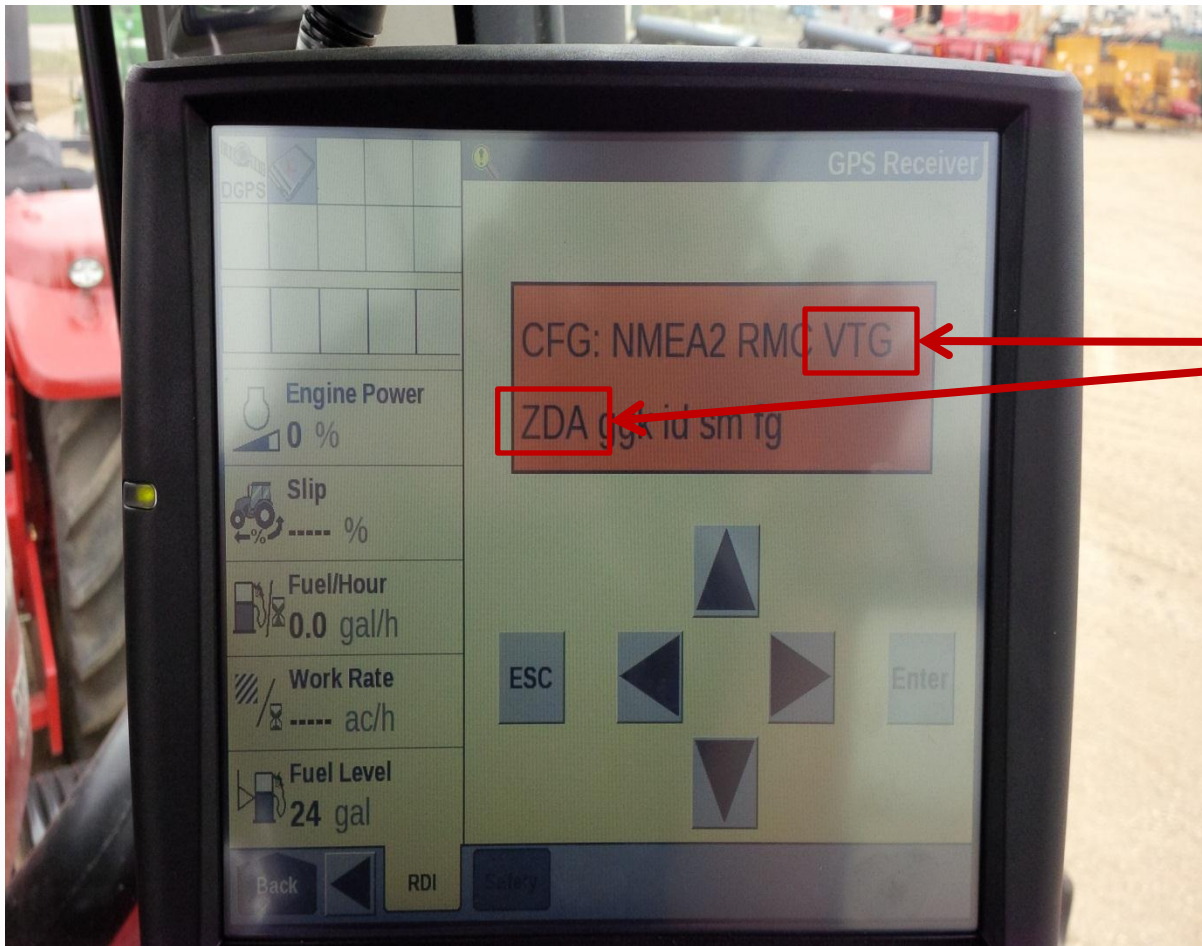 DGPS
GPS Receiver
CFG: NMEA2 RMC VTG
ZDA ggk id sm fg
Engine Power
0 %
Slip
----- %
Fuel/Hour
0.0 gal/h
Work Rate
----- ac/h
Fuel Level
24 gal
ESC
Enter
Back
RDI
Safety